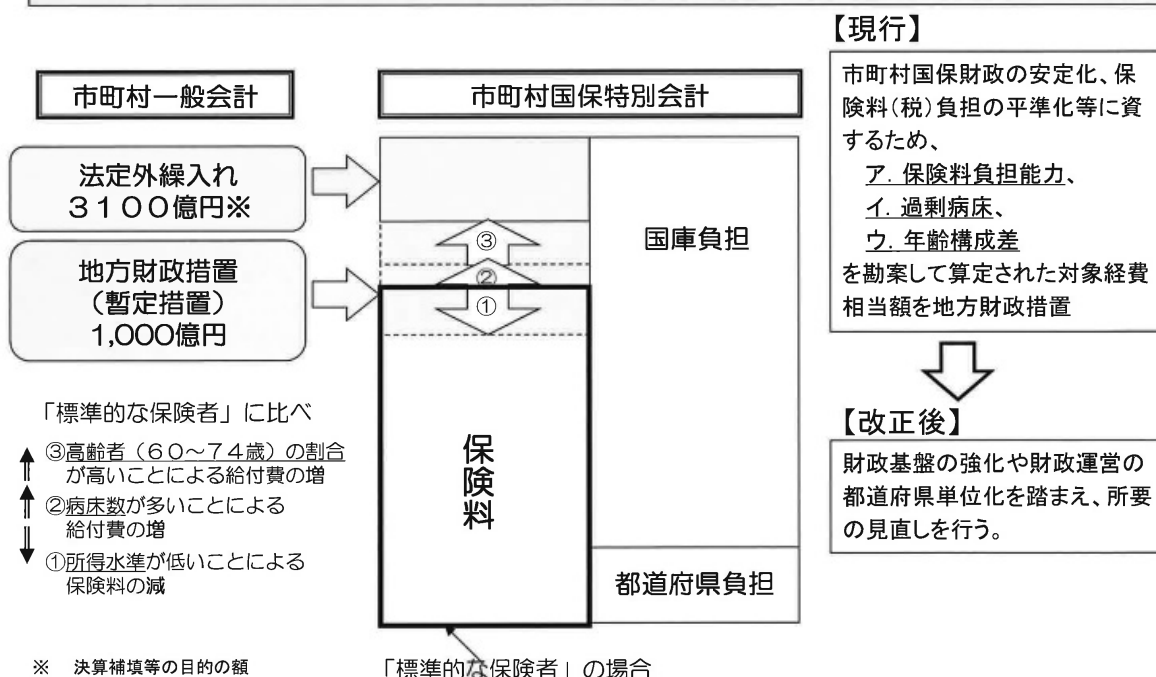 市町村一般会計
法定外繰入れ
３１００億円※
地方財政措置
（暫定措置）
1,000億円
「標準的な保険者」に比べ
③高齢者（６０～７４歳）の割合
が高いことによる給付費の増
②病床数が多いことによる
給付費の増
①所得水準が低いことによる
保険料の減
※　決算補填等の目的の額
市町村国保特別会計
③
②
①
保険料
国庫負担
都道府県負担
「標準的な保険者」の場合
【現行】
市町村国保財政の安定化、保
険料（税）負担の平準化等に資
するため、
ア．保険料負担能力、
イ．過剰病床、
ウ．年齢構成差
を勘案して算定された対象経費
相当額を地方財政措置
【改正後】
財政基盤の強化や財政運営の
都道府県単位化を踏まえ、所要
の見直しを行う。